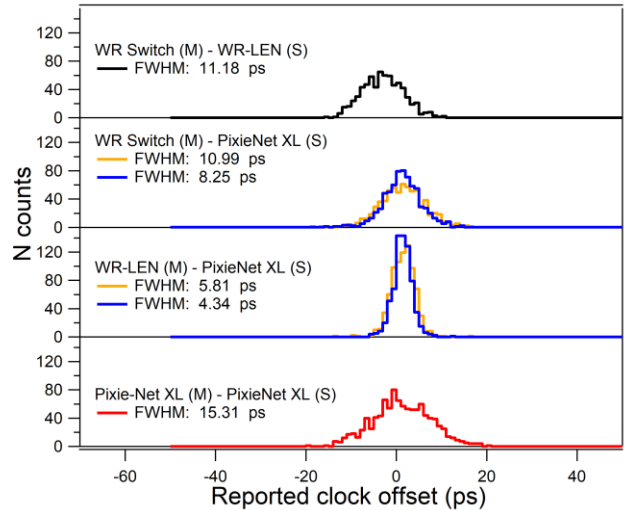 120
80
40
0
WR Switch (M) - WR-LEN (S)
FWHM: 11.18 ps
120
80
40
0
WR Switch (M) - PixieNet XL (S)
FWHM: 10.99 ps
FWHM: 8.25 ps
120
80
40
0
WR-LEN (M) - PixieNet XL (S)
FWHM: 5.81 ps
FWHM: 4.34 ps
120
80
40
0
Pixie-Net XL (M) - PixieNet XL (S)
FWHM: 15.31 ps
N counts
-60 -40 -20 0 20 40
Reported clock offset (ps)